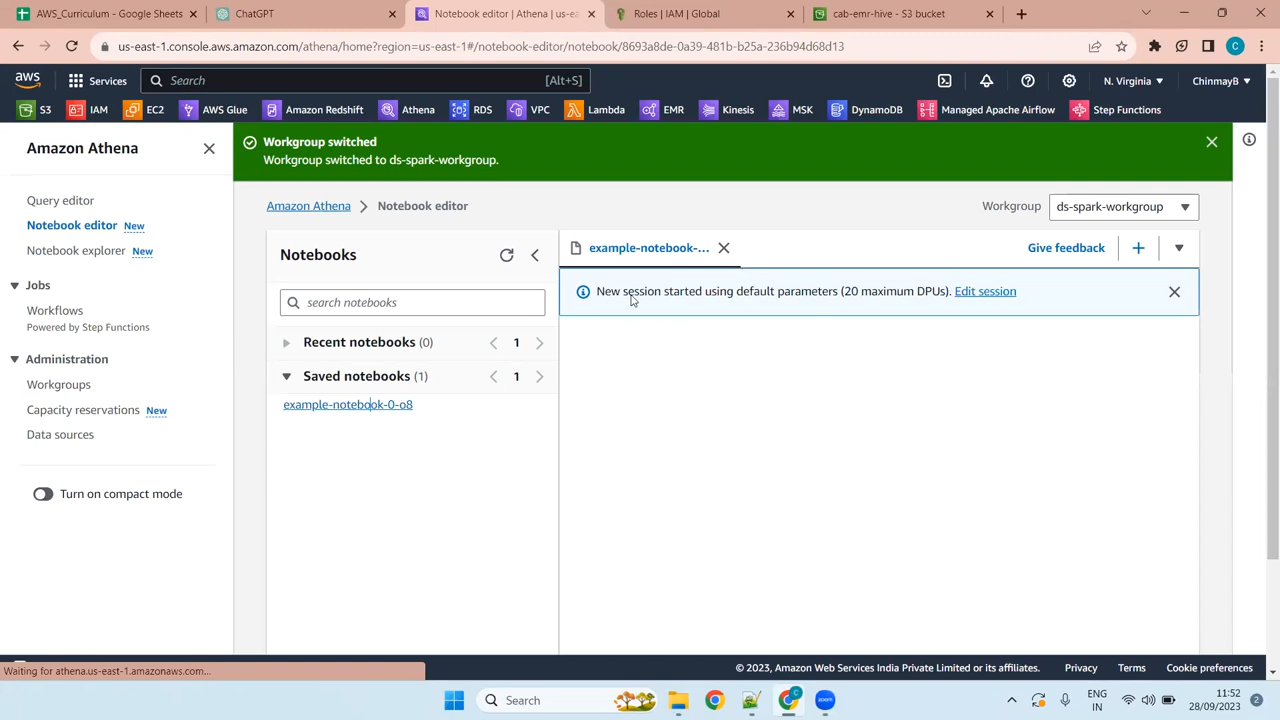 AWS_Curriculum - Google Sheets
ChatGPT
Notebook editor | Athena | us-ea
Roles | IAM | Global
cab-emr-hive - S3 bucket
us-east-1.console.aws.amazon.com/athena/home?region=us-east-1#/notebook-editor/notebook/8693a8de-0a39-481b-b25a-236b94d68d13
C
aws
Services
Search
[Alt+S]
N. Virginia
ChinmayB
S3
IAM
EC2
AWS Glue
Amazon Redshift
Athena
RDS
VPC
Lambda
EMR
Kinesis
MSK
DynamoDB
Managed Apache Airflow
Step Functions
Amazon Athena
Query editor
Notebook editor New
Notebook explorer New
Jobs
Workflows
Powered by Step Functions
Administration
Workgroups
Capacity reservations New
Data sources
Turn on compact mode
Workgroup switched
Workgroup switched to ds-spark-workgroup.
Amazon Athena
Notebook editor
Workgroup
ds-spark-workgroup
Notebooks
search notebooks
Recent notebooks (0)
1
Saved notebooks (1)
1
example-notebook-0-o8
example-notebook-...
Give feedback
New session started using default parameters (20 maximum DPUs). Edit session
Waiting for athena.us-east-1.amazonaws.com...
© 2023, Amazon Web Services India Private Limited or its affiliates.
Privacy
Terms
Cookie preferences
Search
C
zoom
ENG
IN
11:52
28/09/2023
2